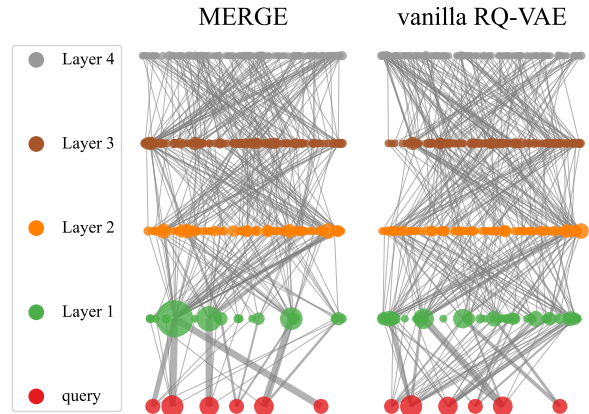 MERGE
vanilla RQ-VAE
Layer 4
Layer 3
Layer 2
Layer 1
query